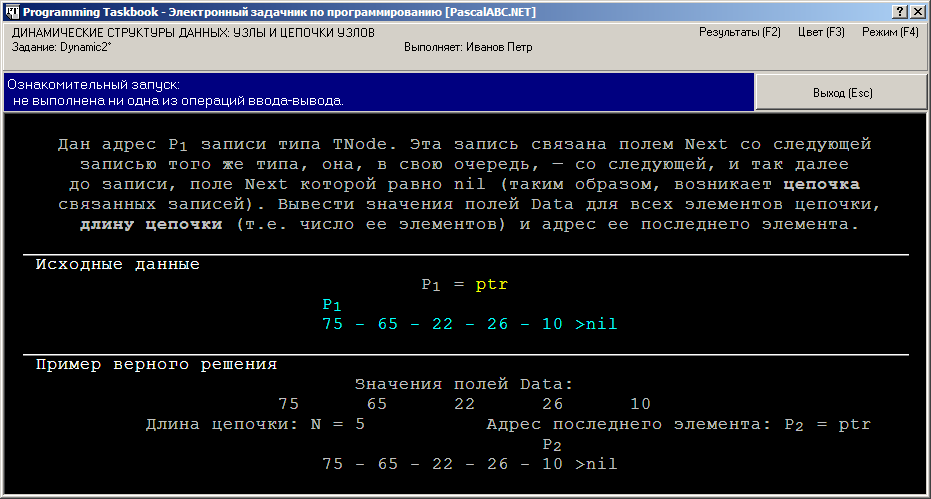 Programming Taskbook - Электронный задачник по программированию [PascalABC.NET]
ДИНАМИЧЕСКИЕ СТРУКТУРЫ ДАННЫХ: УЗЛЫ И ЦЕПОЧКИ УЗЛОВ
Результаты (F2) Цвет (F3) Режим (F4)
Задание: Dynamic2° Выполняет: Иванов Петр
Ознакомительный запуск:
не выполнена ни одна из операций ввода-вывода.
Выход (Esc)
Дан адрес P1 записи типа TNode. Эта запись связана полем Next со следующей
записью того же типа, она, в свою очередь, — со следующей, и так далее
до записи, поле Next которой равно nil (таким образом, возникает цепочка
связанных записей). Вывести значения полей Data для всех элементов цепочки,
длину цепочки (т.е. число ее элементов) и адрес ее последнего элемента.
Исходные данные
P1 = ptr
P1
75 - 65 - 22 - 26 - 10 >nil
Пример верного решения
Значения полей Data:
75 65 22 26 10
Длина цепочки: N = 5 Адрес последнего элемента: P2 = ptr
P2
75 - 65 - 22 - 26 - 10 >nil